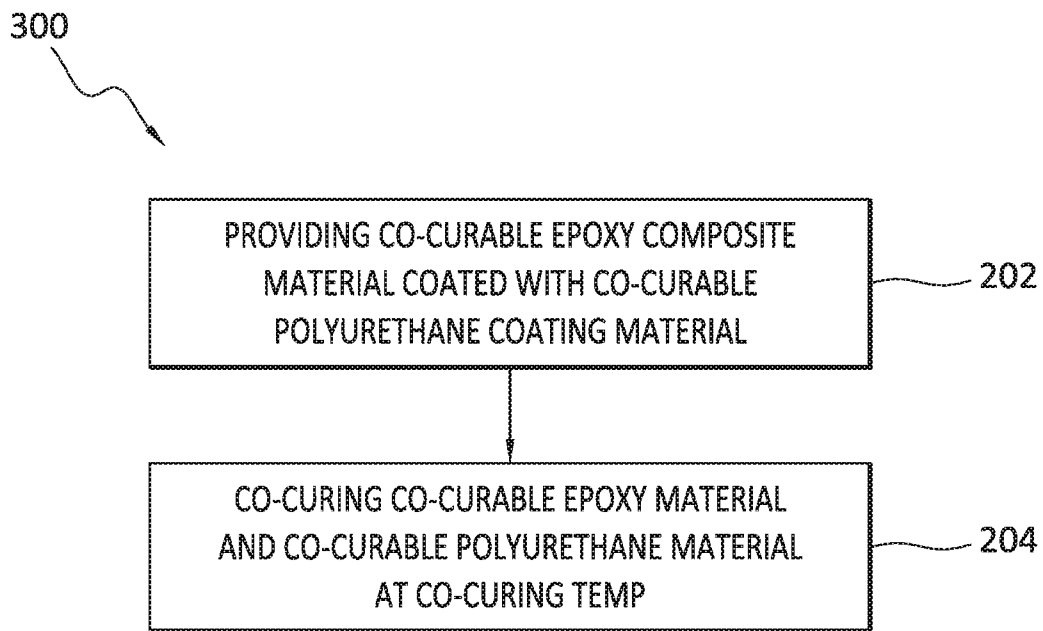 300
PROVIDING CO-CURABLE EPOXY COMPOSITE
MATERIAL COATED WITH CO-CURABLE
POLYURETHANE COATING MATERIAL
202
CO-CURING CO-CURABLE EPOXY MATERIAL
AND CO-CURABLE POLYURETHANE MATERIAL
AT CO-CURING TEMP
204